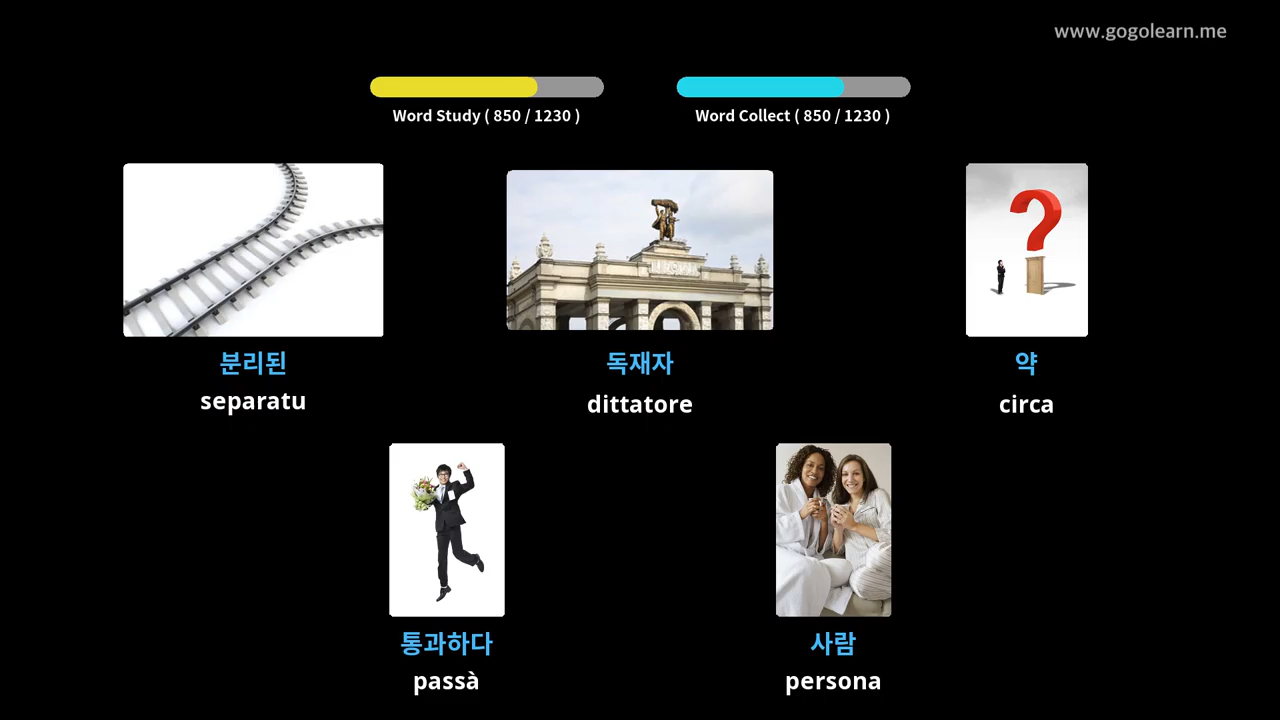 www.gogolearn.me
Word Study ( 850 / 1230 )
Word Collect ( 850 / 1230 )
분리된
separatu
독재자
dittatore
약
circa
통과하다
passà
사람
persona